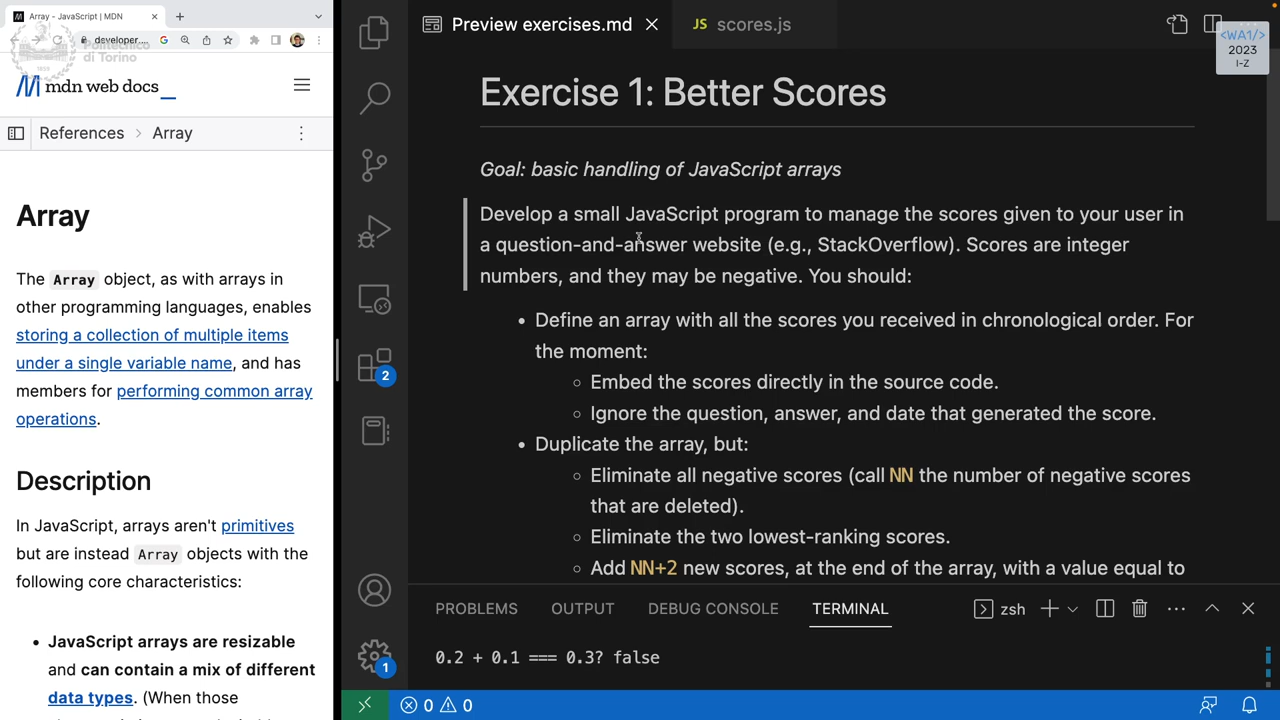 Array - JavaScript | MDN
Politecnico
di Torino
developer....
mdn web docs
References > Array
Array
The Array object, as with arrays in
other programming languages, enables
storing a collection of multiple items
under a single variable name, and has
members for performing common array
operations.
Description
In JavaScript, arrays aren't primitives
but are instead Array objects with the
following core characteristics:
• JavaScript arrays are resizable
and can contain a mix of different
data types. (When those
Preview exercises.md
JS scores.js
<WA1/>
2023
I-Z
Exercise 1: Better Scores
Goal: basic handling of JavaScript arrays
Develop a small JavaScript program to manage the scores given to your user in
a question-and-answer website (e.g., StackOverflow). Scores are integer
numbers, and they may be negative. You should:
• Define an array with all the scores you received in chronological order. For
the moment:
○ Embed the scores directly in the source code.
○ Ignore the question, answer, and date that generated the score.
• Duplicate the array, but:
○ Eliminate all negative scores (call NN the number of negative scores
that are deleted).
○ Eliminate the two lowest-ranking scores.
○ Add NN+2 new scores, at the end of the array, with a value equal to
2
1
PROBLEMS OUTPUT DEBUG CONSOLE TERMINAL zsh
0.2 + 0.1 === 0.3? false
0 0